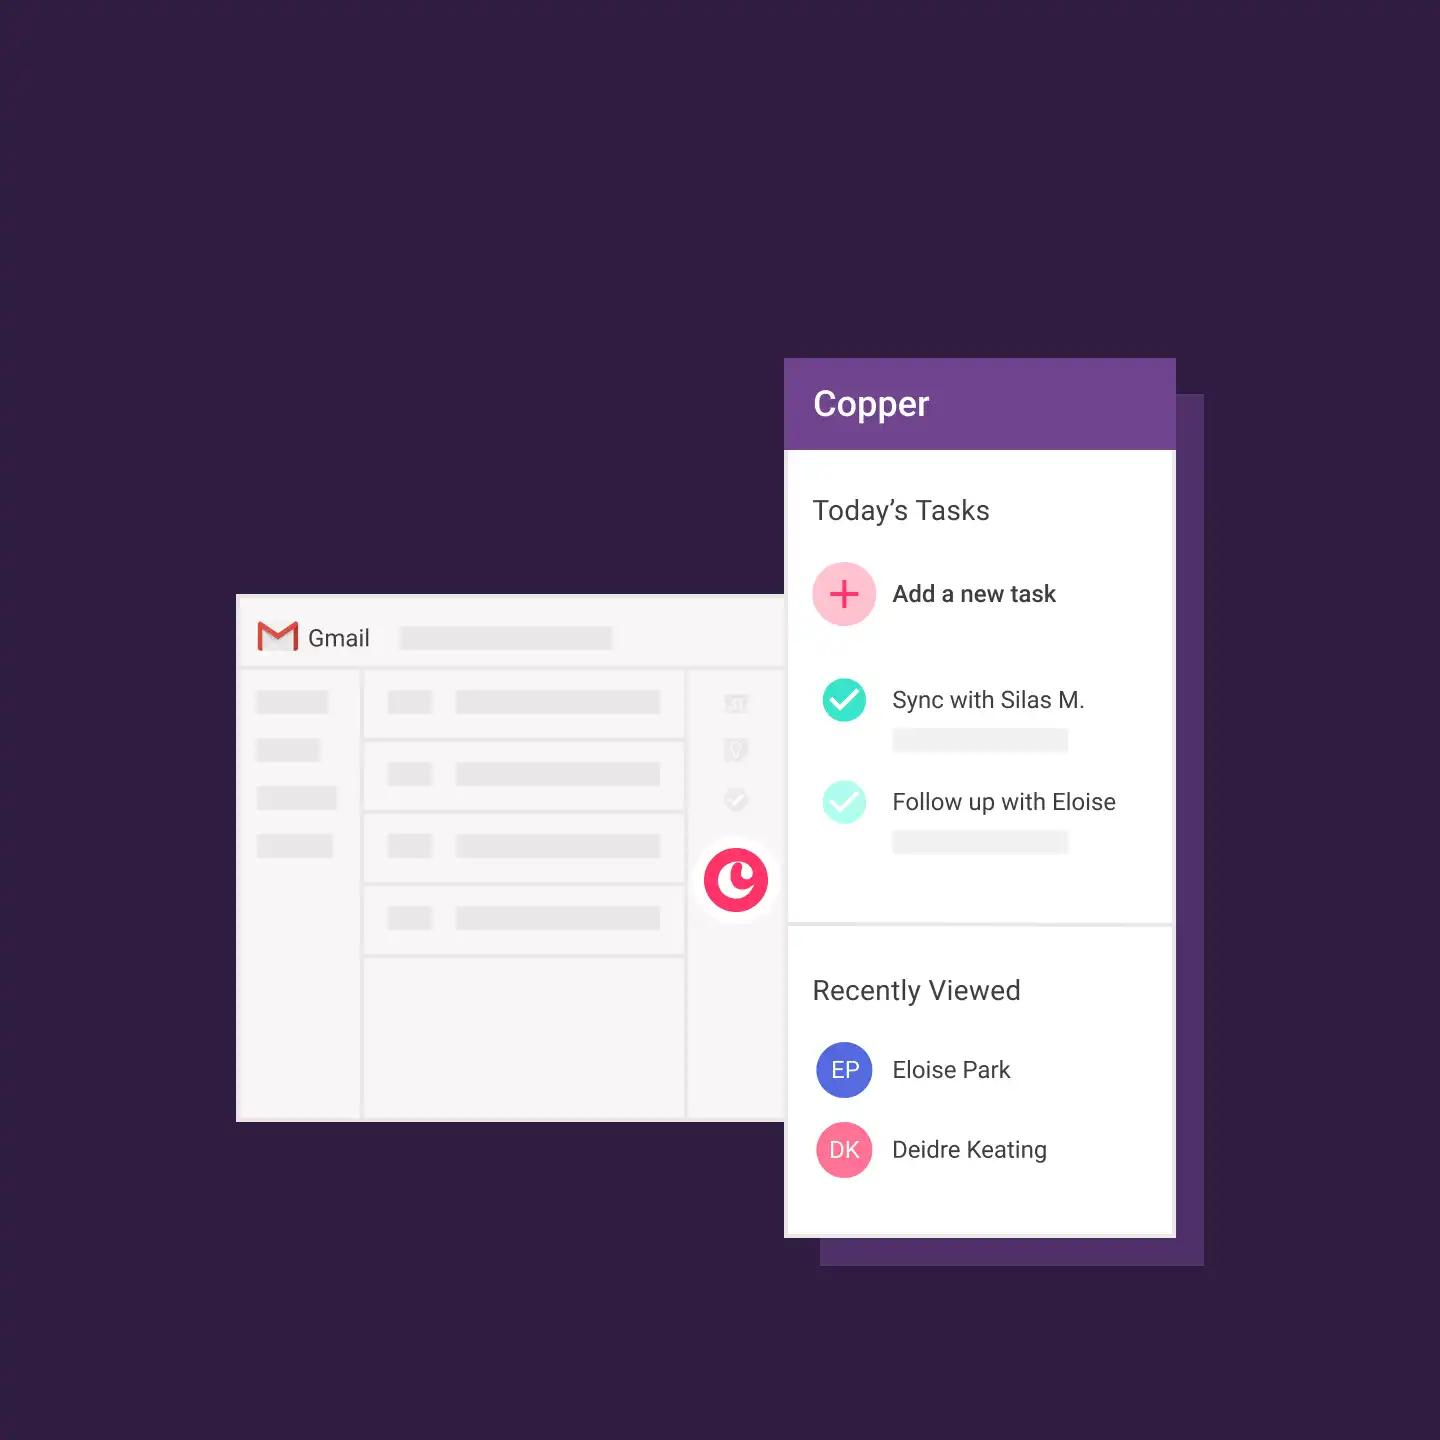 Copper
Today’s Tasks
Add a new task
Sync with Silas M.
Follow up with Eloise
Recently Viewed
EP Eloise Park
DK Deidre Keating
Gmail